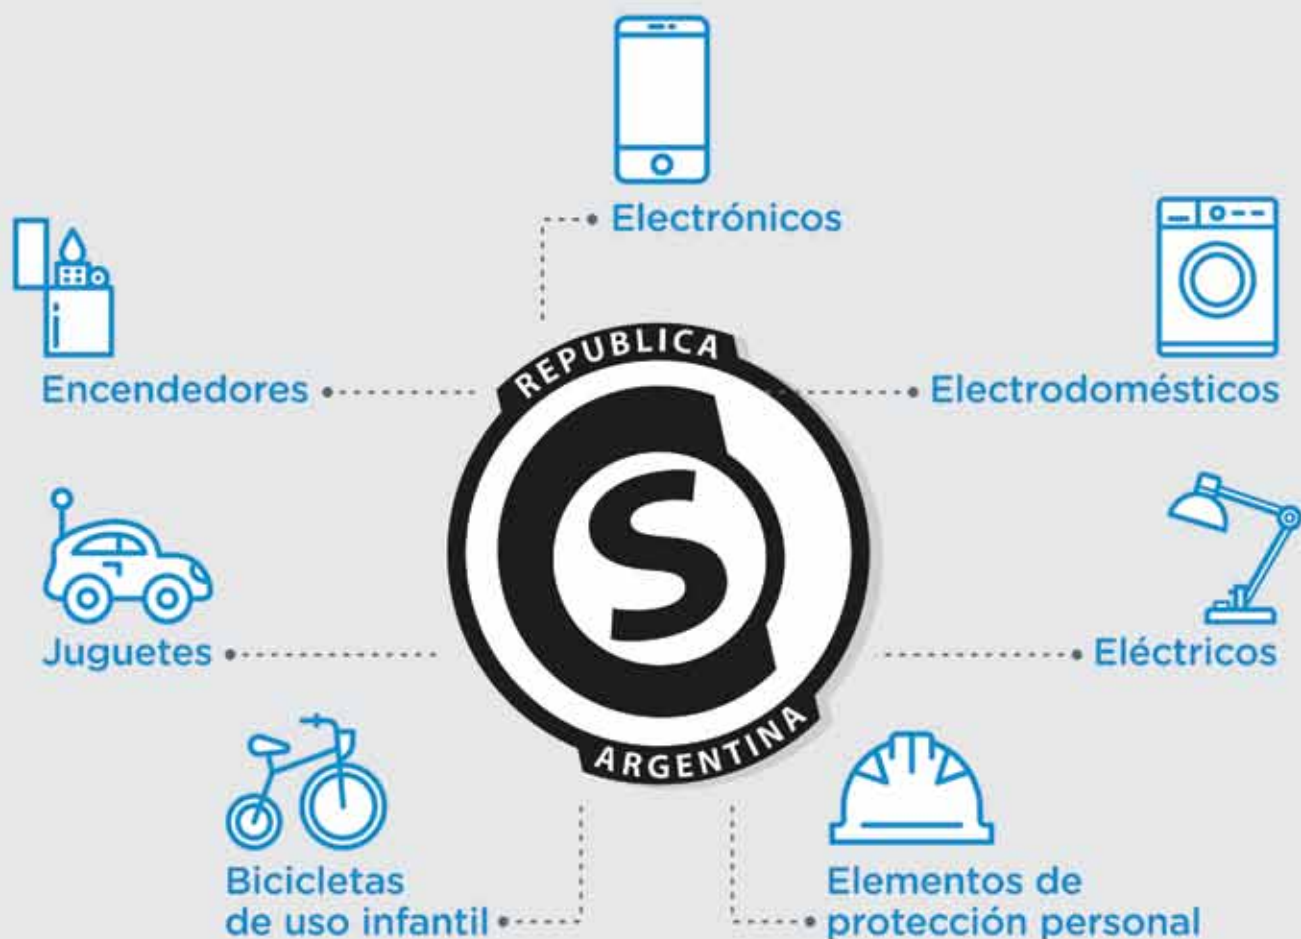 Electrónicos
Encendedores
Electrodomésticos
REPUBLICA
S
ARGENTINA
Juguetes
Eléctricos
Bicicletas
de uso infantil
Elementos de
protección personal